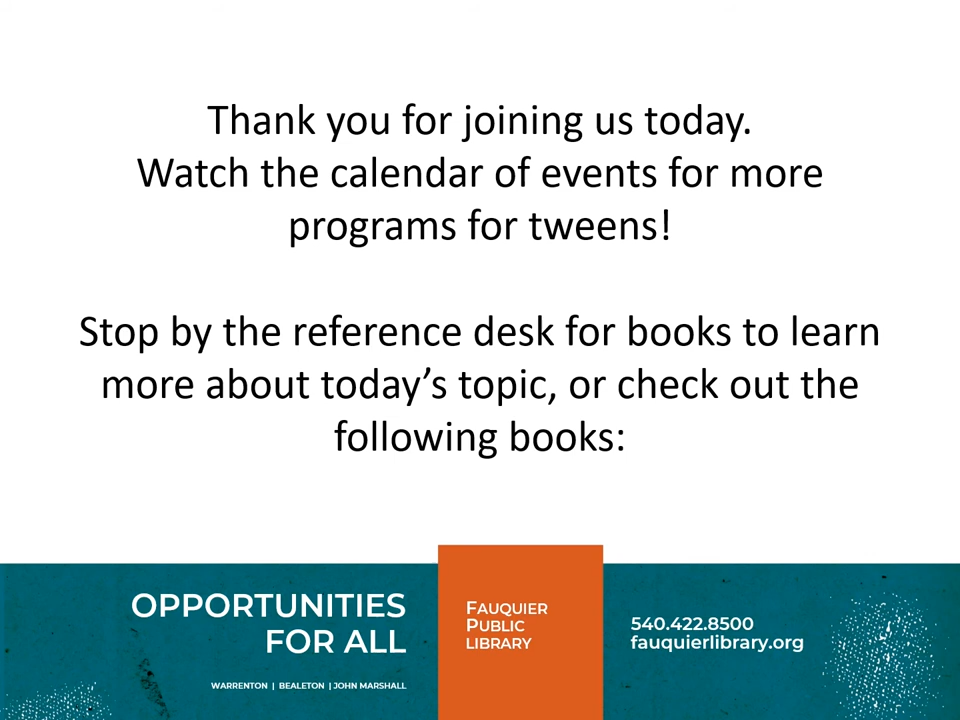 Thank you for joining us today.
Watch the calendar of events for more
programs for tweens!
Stop by the reference desk for books to learn
more about today’s topic, or check out the
following books:
OPPORTUNITIES
FOR ALL
WARRENTON | BEALETON | JOHN MARSHALL
FAUQUIER
PUBLIC
LIBRARY
540.422.8500
fauquierlibrary.org